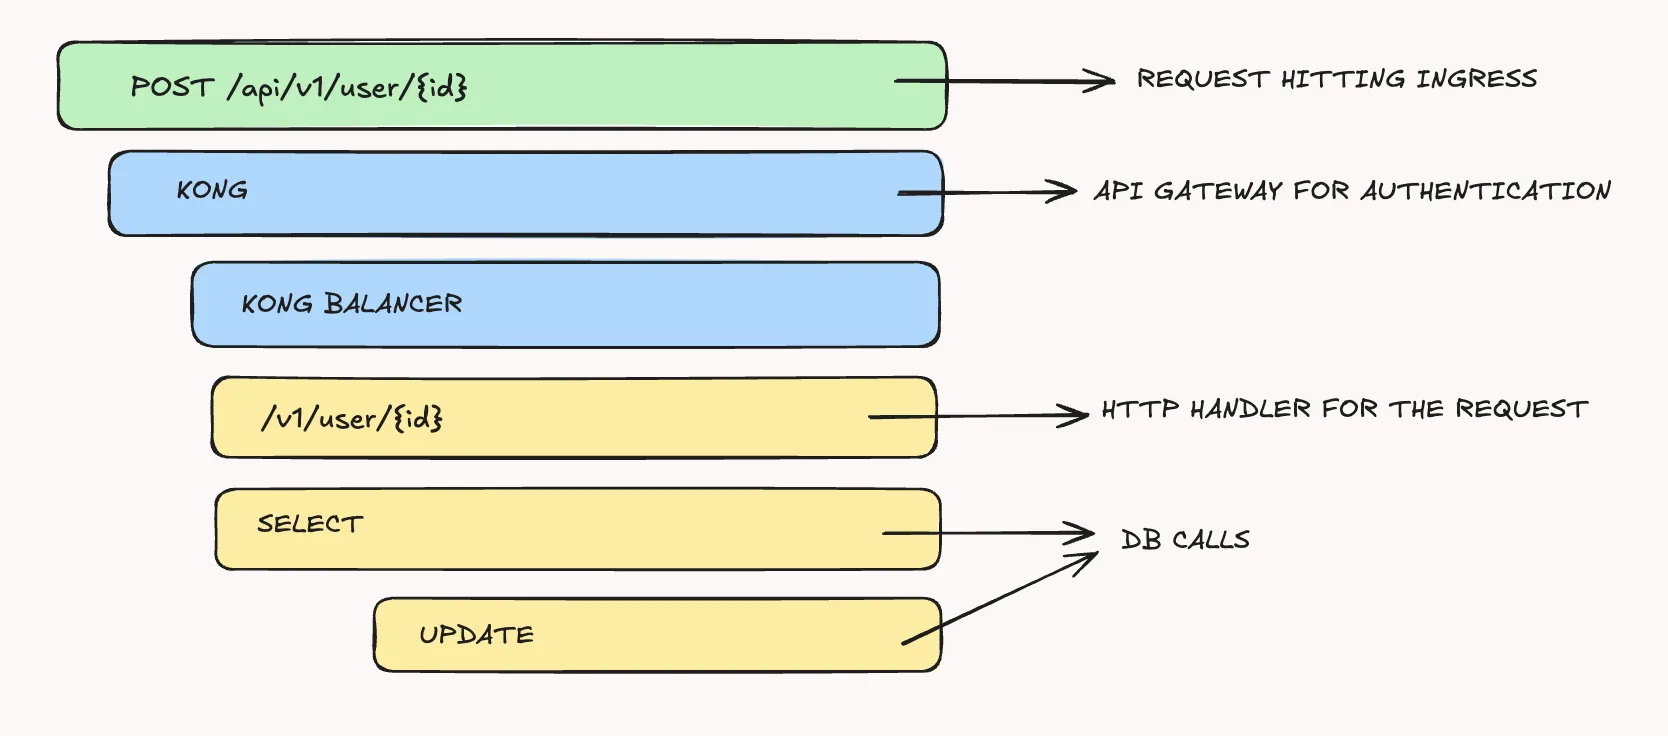 POST /api/v1/user/{id}
REQUEST HITTING INGRESS
KONG
API GATEWAY FOR AUTHENTICATION
KONG BALANCER
/v1/user/{id}
HTTP HANDLER FOR THE REQUEST
SELECT
DB CALLS
UPDATE